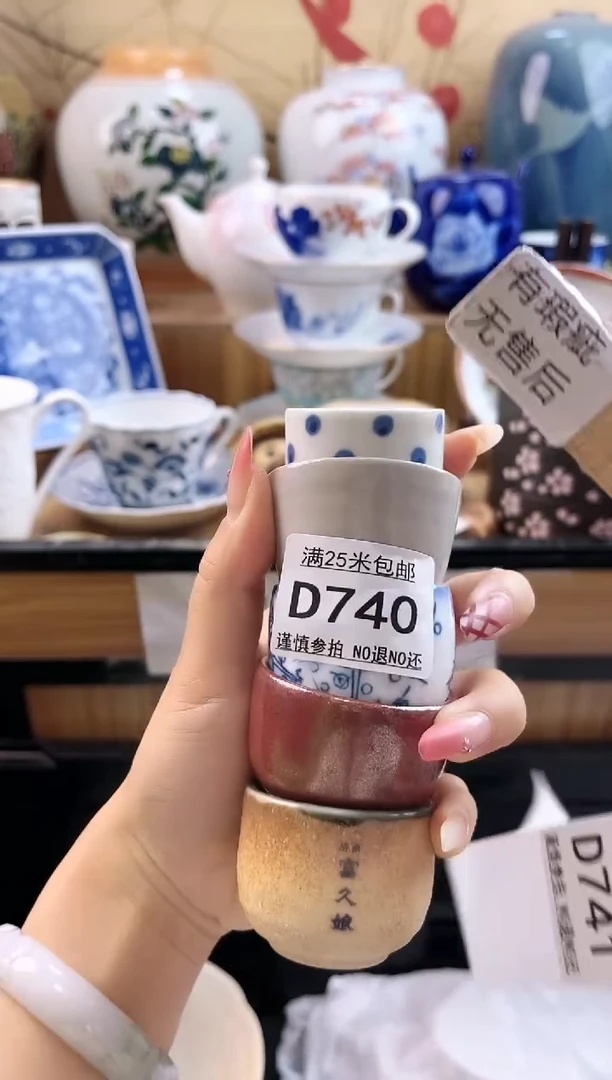 有瑕疵
无售后
满25米包邮
D740
谨慎参拍 NO退NO还
富
久
娘
D741